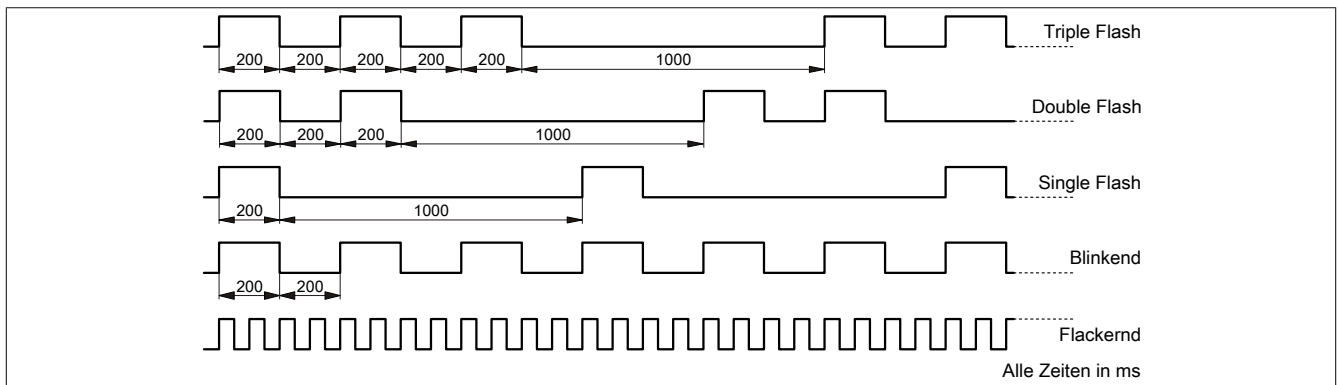 Triple Flash
200 200 200 200 200 1000
Double Flash
200 200 200 1000
Single Flash
200 1000
Blinkend
200 200
Flackernd
Alle Zeiten in ms